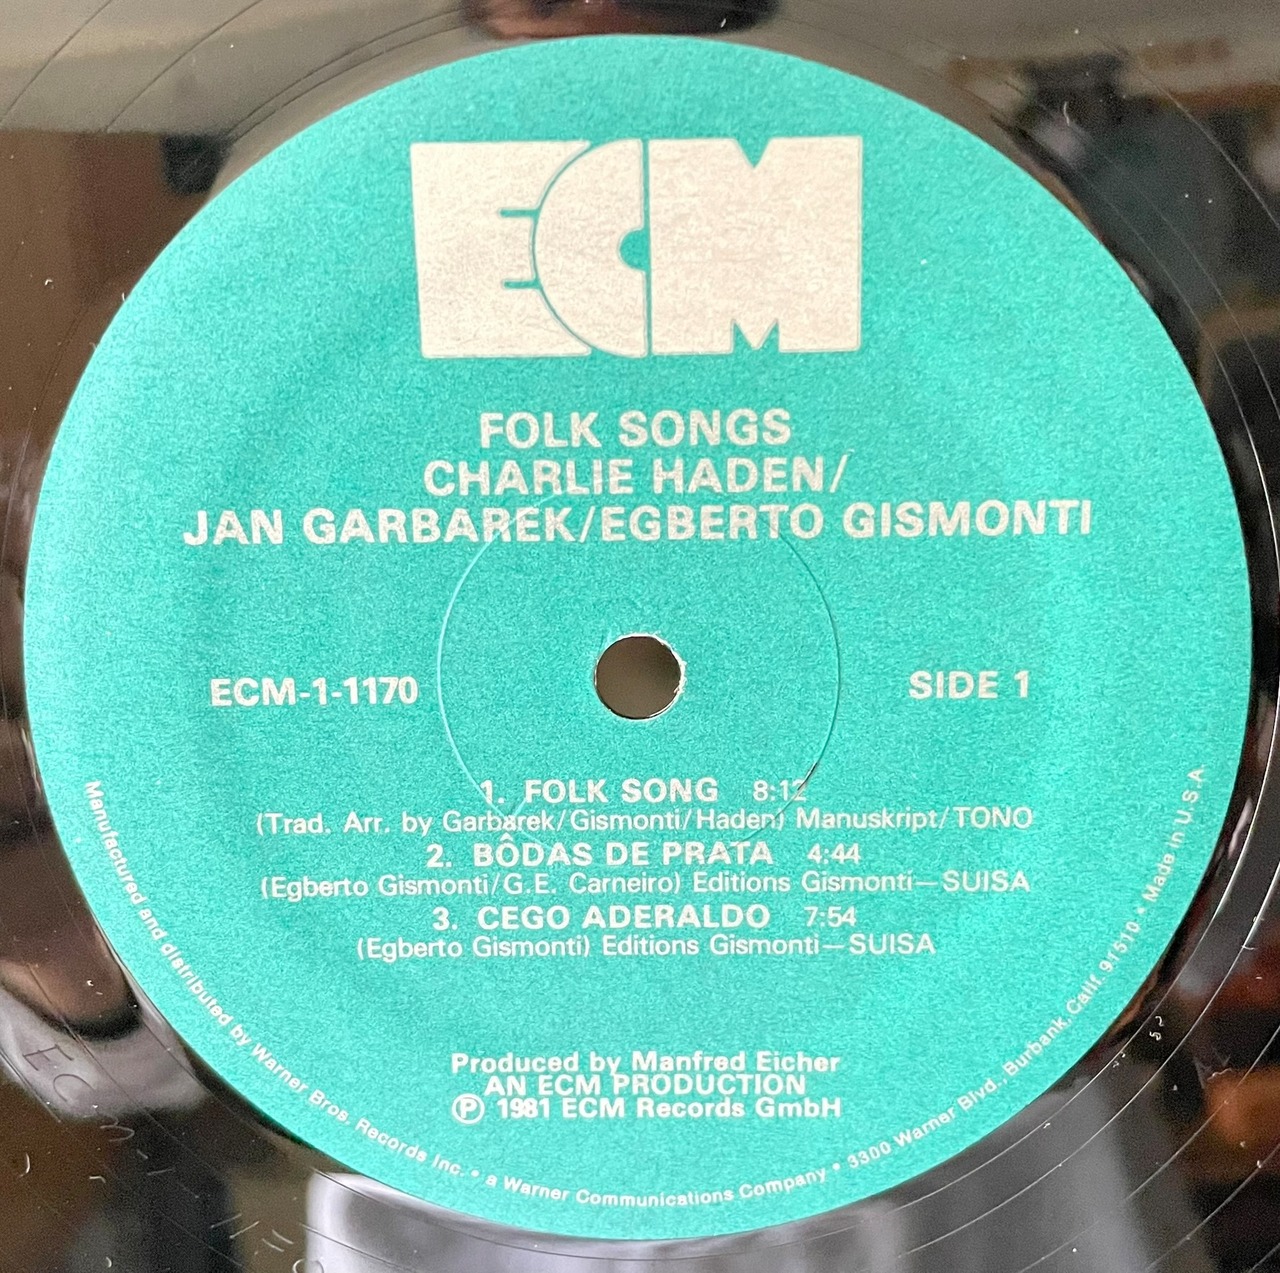 ECM
FOLK SONGS
CHARLIE HADEN/
JAN GARBAREK/EGBERTO GISMONTI
ECM-1-1170
SIDE 1
1. FOLK SONG 8:12
(Trad. Arr. by Garbarek/Gismonti/Haden) Manuskript/TONO
2. BÔDAS DE PRATA 4:44
(Egberto Gismonti/G.E. Carneiro) Editions Gismonti—SUISA
3. CEGO ADERALDO 7:54
(Egberto Gismonti) Editions Gismonti—SUISA
Produced by Manfred Eicher
AN ECM PRODUCTION
Ⓟ 1981 ECM Records GmbH
Manufactured and distributed by Warner Bros. Records Inc. • a Warner Communications Company • 3300 Warner Blvd., Burbank, Calif. 91510 • Made in U.S.A.